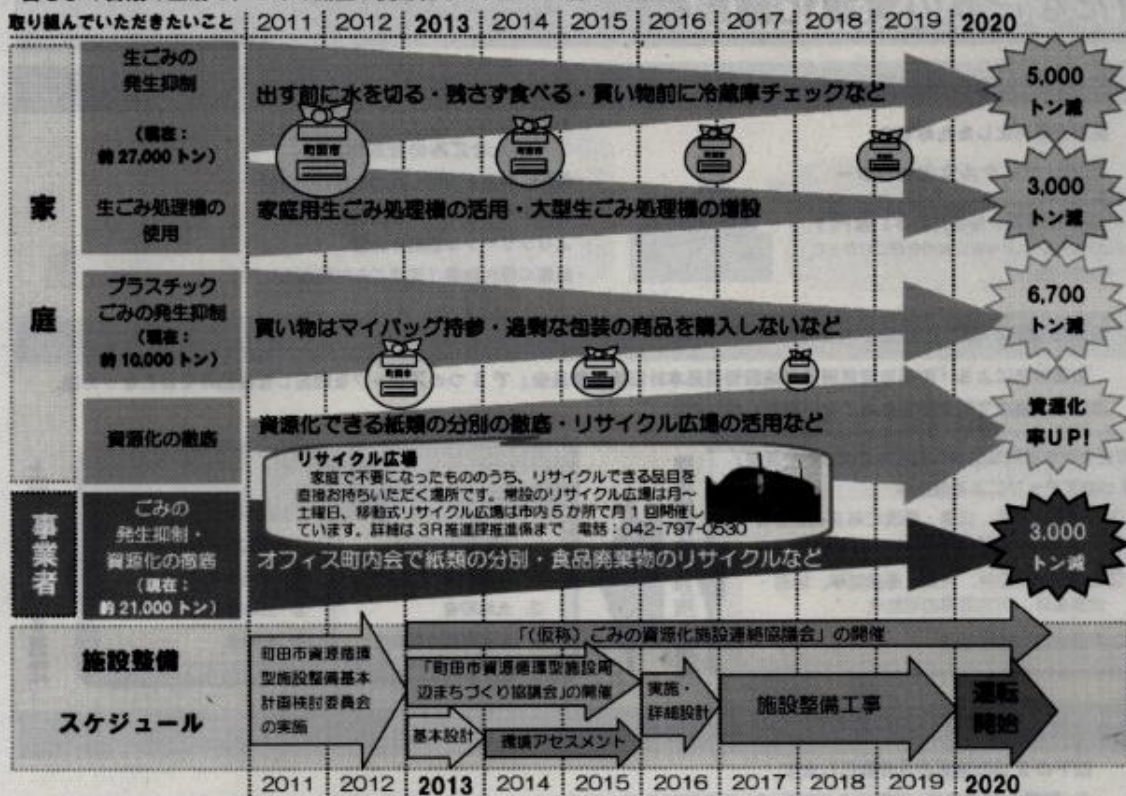 取り組んでいただきたいこと
2011 2012 2013 2014 2015 2016 2017 2018 2019 2020
家庭
生ごみの
発生抑制
(現在:
約27,000トン)
出す前に水を切る・残さず食べる・買い物前に冷蔵庫チェックなど
5,000
トン減
町田市
生ごみ処理機の
使用
家庭用生ごみ処理機の活用・大型生ごみ処理機の増設
3,000
トン減
プラスチック
ごみの発生抑制
(現在:
約10,000トン)
買い物はマイバッグ持参・過剰な包装の商品を購入しないなど
6,700
トン減
資源化の徹底
資源化できる紙類の分別の徹底・リサイクル広場の活用など
資源化
率UP!
リサイクル広場
家庭で不要になったもののうち、リサイクルできる品目を
直接お持ちいただく場所です。常設のリサイクル広場は月～
土曜日、移動式リサイクル広場は市内5か所で月1回開催し
ています。詳細は3R推進課推進係まで 電話:042-797-0530
事業者
ごみの
発生抑制・
資源化の徹底
(現在:
約21,000トン)
オフィス町内会で紙類の分別・食品廃棄物のリサイクルなど
3,000
トン減
施設整備
スケジュール
町田市資源循環
型施設整備基本
計画検討委員会
の実施
「(仮称)ごみの資源化施設連絡協議会」の開催
「町田市資源循環型施設周
辺まちづくり協議会」の開催
基本設計
環境アセスメント
実施・
詳細設計
施設整備工事
運転
開始
2011 2012 2013 2014 2015 2016 2017 2018 2019 2020